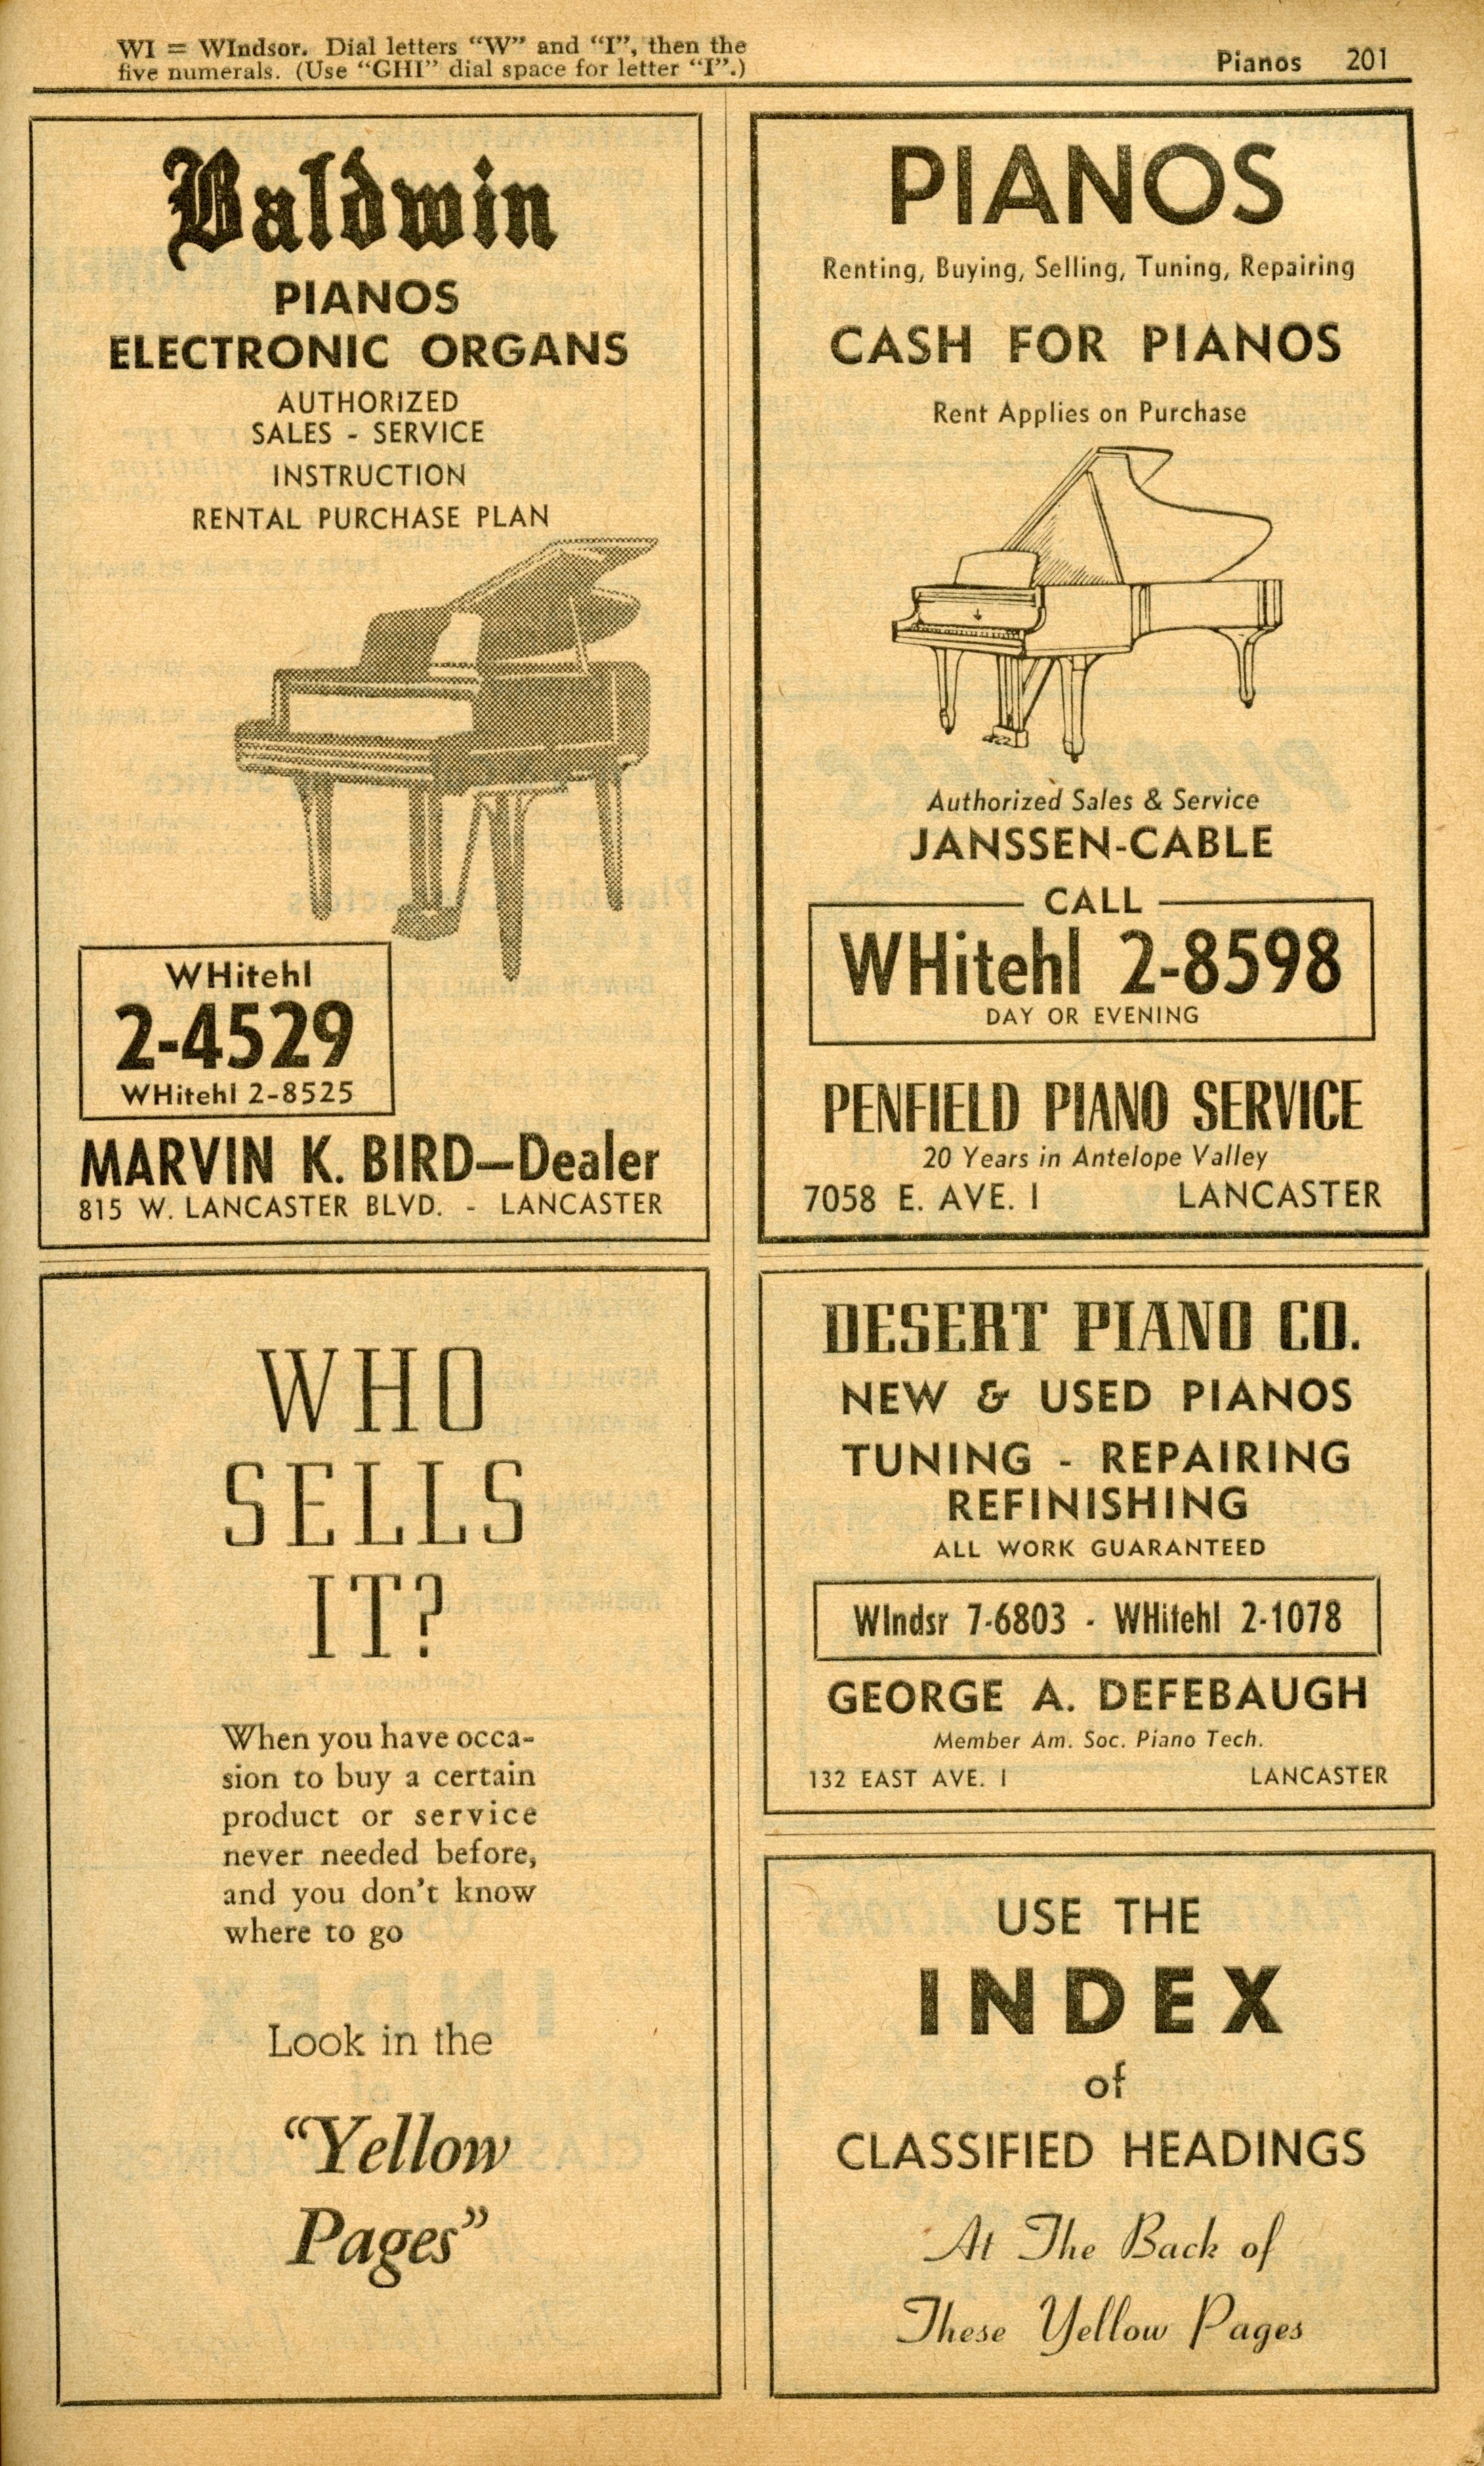 WI = WIndsor. Dial letters “W” and “I”, then the
five numerals. (Use “GHI” dial space for letter “I”.)
Pianos 201
Baldwin
PIANOS
ELECTRONIC ORGANS
AUTHORIZED
SALES - SERVICE
INSTRUCTION
RENTAL PURCHASE PLAN
WHitehl
2-4529
WHitehl 2-8525
MARVIN K. BIRD—Dealer
815 W. LANCASTER BLVD. - LANCASTER
WHO
SELLS
IT?
When you have occa-
sion to buy a certain
product or service
never needed before,
and you don't know
where to go
Look in the
“Yellow
Pages”
PIANOS
Renting, Buying, Selling, Tuning, Repairing
CASH FOR PIANOS
Rent Applies on Purchase
Authorized Sales & Service
JANSSEN-CABLE
CALL
WHitehl 2-8598
DAY OR EVENING
PENFIELD PIANO SERVICE
20 Years in Antelope Valley
7058 E. AVE. I LANCASTER
DESERT PIANO CO.
NEW & USED PIANOS
TUNING - REPAIRING
REFINISHING
ALL WORK GUARANTEED
WIndsr 7-6803 - WHitehl 2-1078
GEORGE A. DEFEBAUGH
Member Am. Soc. Piano Tech.
132 EAST AVE. I LANCASTER
USE THE
INDEX
of
CLASSIFIED HEADINGS
At The Back of
These Yellow Pages